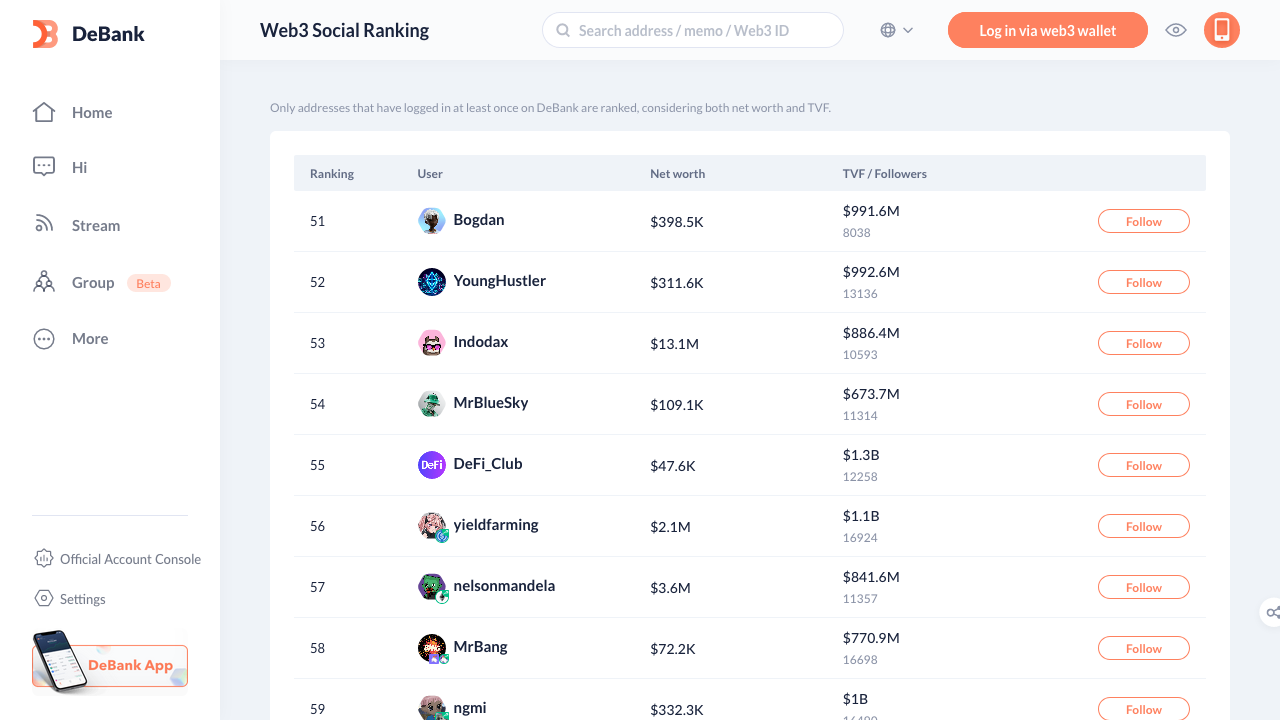 DeBank
Web3 Social Ranking
Search address / memo / Web3 ID
Log in via web3 wallet
Home
Hi
Stream
Group Beta
More
Official Account Console
Settings
DeBank App
Only addresses that have logged in at least once on DeBank are ranked, considering both net worth and TVF.
Ranking User Net worth TVF / Followers
51 Bogdan $398.5K $991.6M Follow
8038
52 YoungHustler $311.6K $992.6M Follow
13136
53 Indodax $13.1M $886.4M Follow
10593
54 MrBlueSky $109.1K $673.7M Follow
11314
55 DeFi DeFi_Club $47.6K $1.3B Follow
12258
56 yieldfarming $2.1M $1.1B Follow
16924
57 nelsonmandela $3.6M $841.6M Follow
11357
58 BANG MrBang $72.2K $770.9M Follow
16698
59 ngmi $332.3K $1B Follow